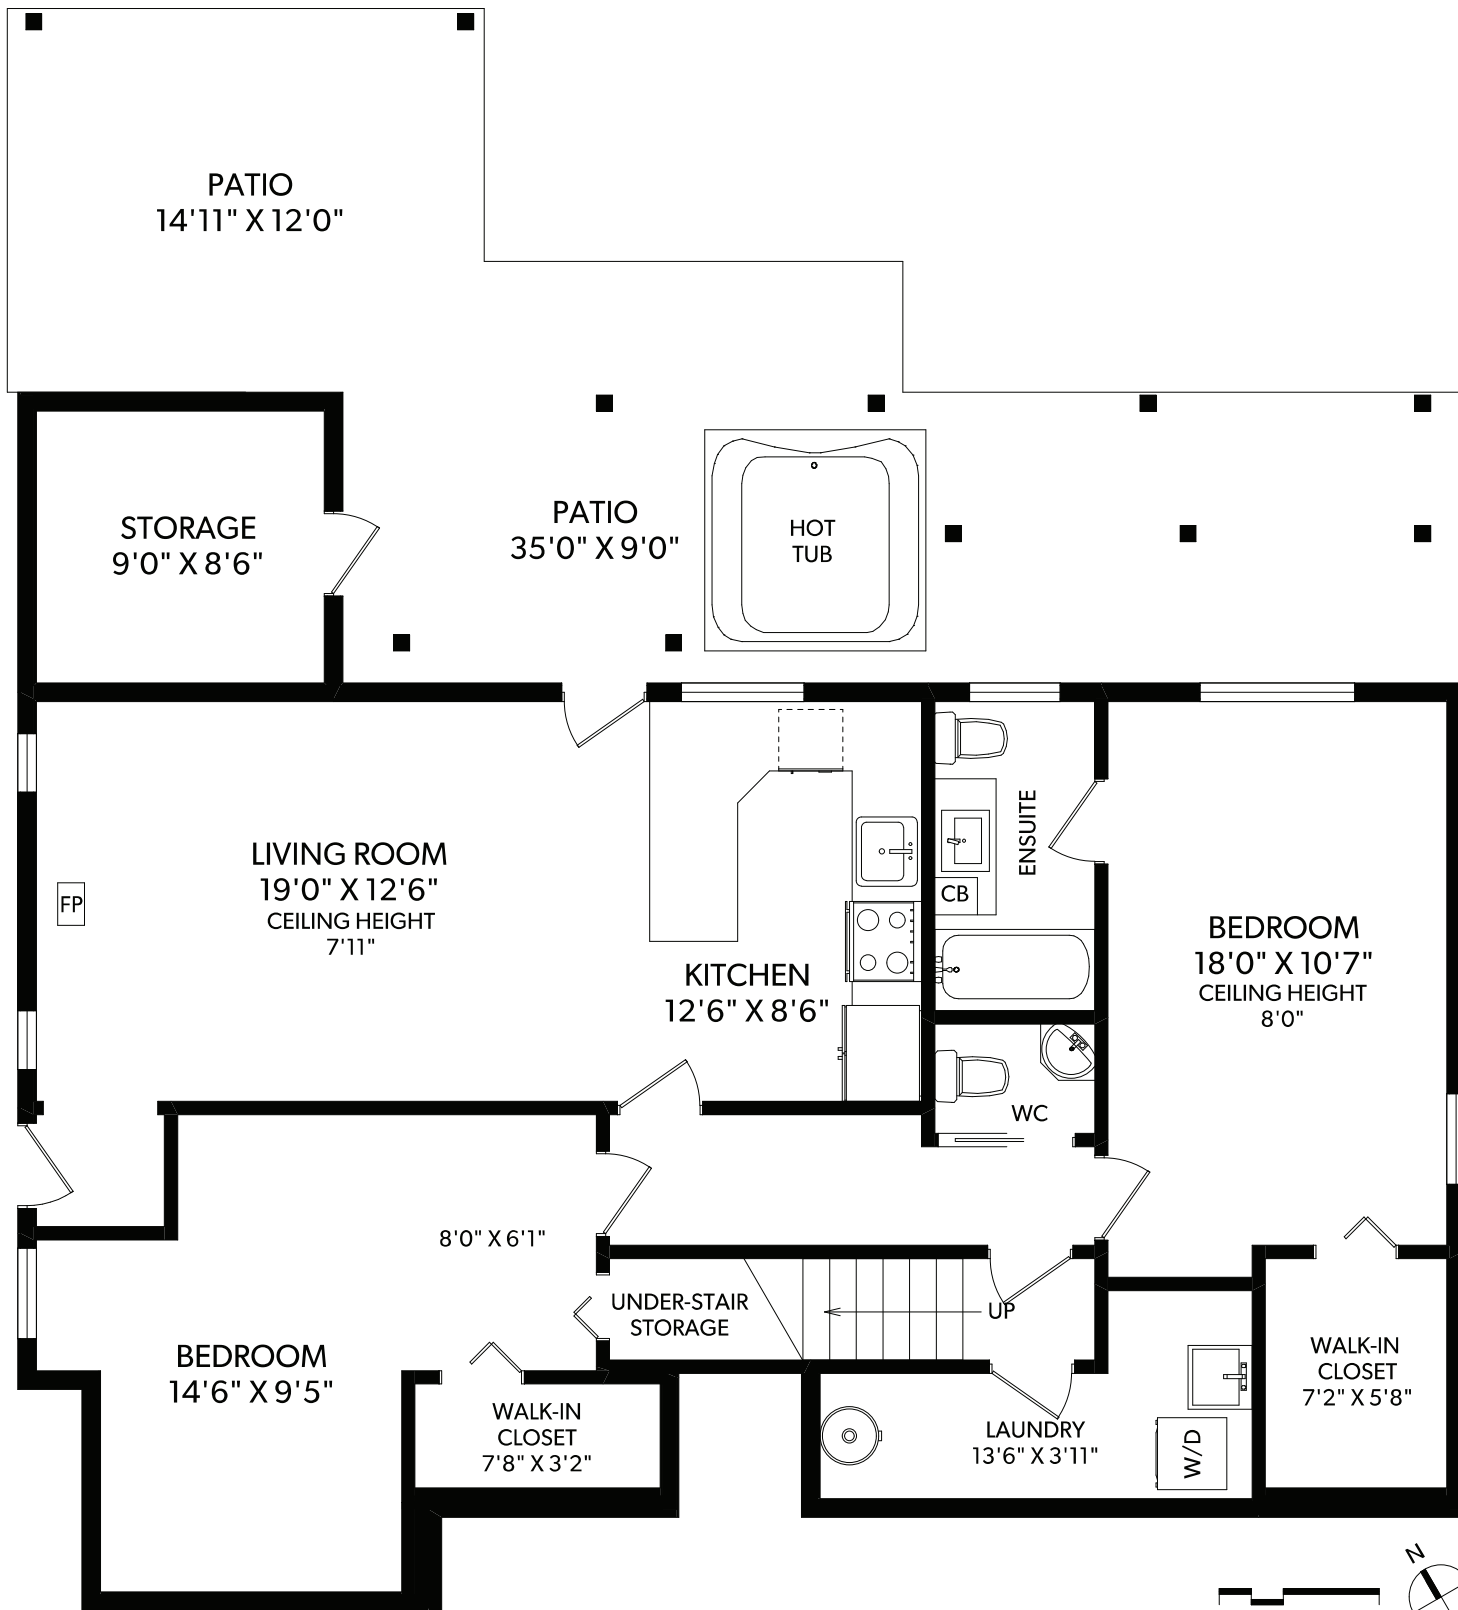 PATIO
14'11" X 12'0"
STORAGE
9'0" X 8'6"
PATIO
35'0" X 9'0"
HOT
TUB
LIVING ROOM
19'0" X 12'6"
CEILING HEIGHT
7'11"
FP
KITCHEN
12'6" X 8'6"
ENSUITE
CB
BEDROOM
18'0" X 10'7"
CEILING HEIGHT
8'0"
WC
8'0" X 6'1"
UNDER-STAIR
STORAGE
UP
BEDROOM
14'6" X 9'5"
WALK-IN
CLOSET
7'8" X 3'2"
LAUNDRY
13'6" X 3'11"
W/D
WALK-IN
CLOSET
7'2" X 5'8"
N